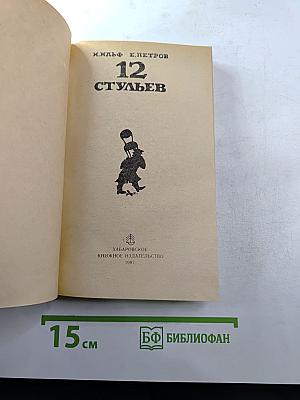 И.ИЛЬФ Е.ПЕТРОВ
12
СТУЛЬЕВ
ХАБАРОВСКОЕ
КНИЖНОЕ ИЗДАТЕЛЬСТВО
15 см
БФ БИБЛИОФАН